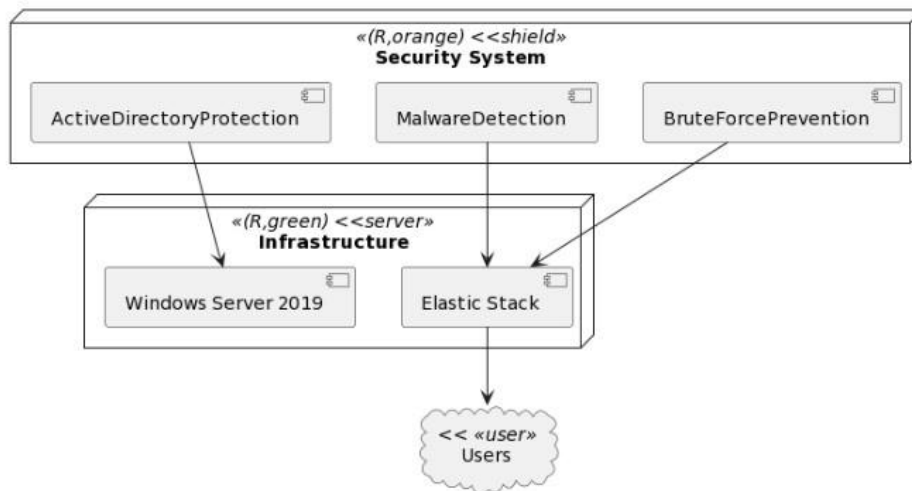 «(R,orange) <<shield»
Security System
ActiveDirectoryProtection
MalwareDetection
BruteForcePrevention
«(R,green) <<server»
Infrastructure
Windows Server 2019
Elastic Stack
<< «user»
Users